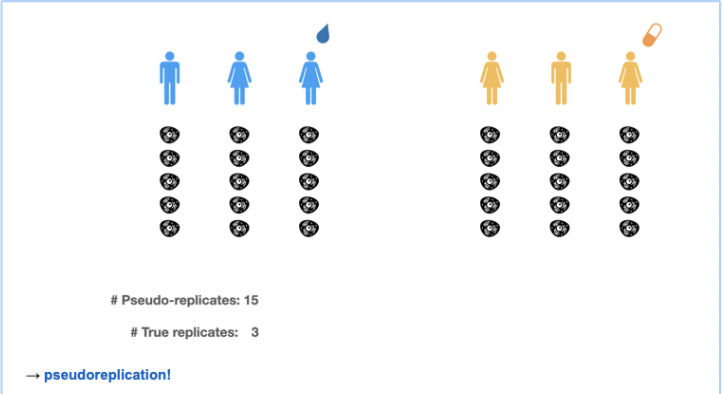 # Pseudo-replicates: 15
# True replicates: 3
→ pseudoreplication!